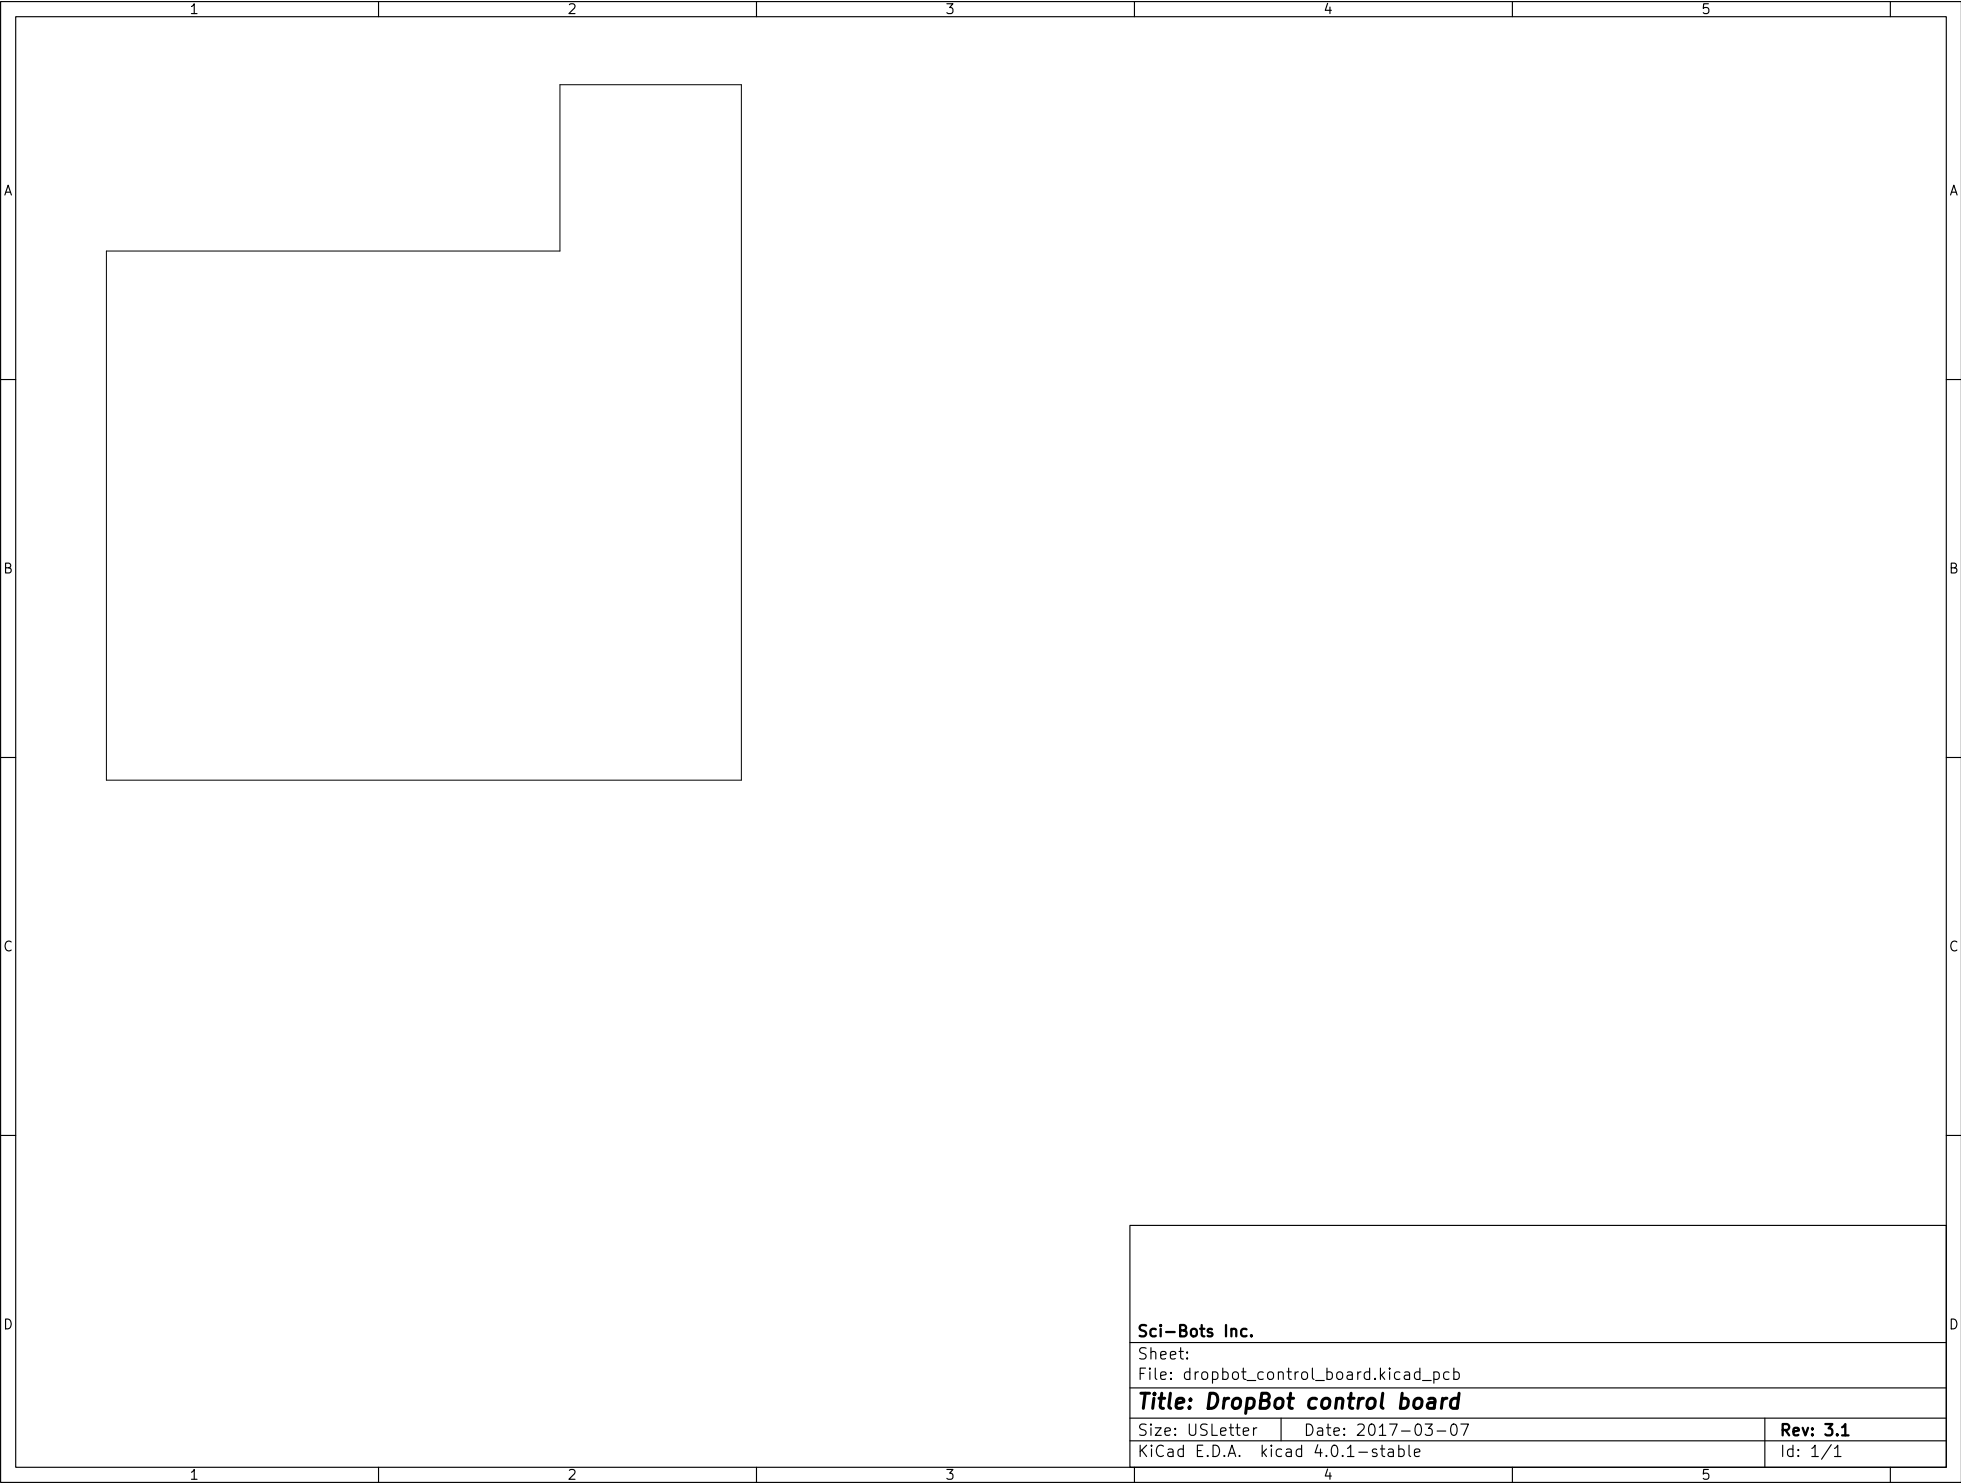 1 2 3 4 5
A A
B B
C C
D D
Sci-Bots Inc.
Sheet:
File: dropbot_control_board.kicad_pcb
Title: DropBot control board
Size: USLetter Date: 2017-03-07 Rev: 3.1
KiCad E.D.A. kicad 4.0.1-stable Id: 1/1
1 2 3 4 5